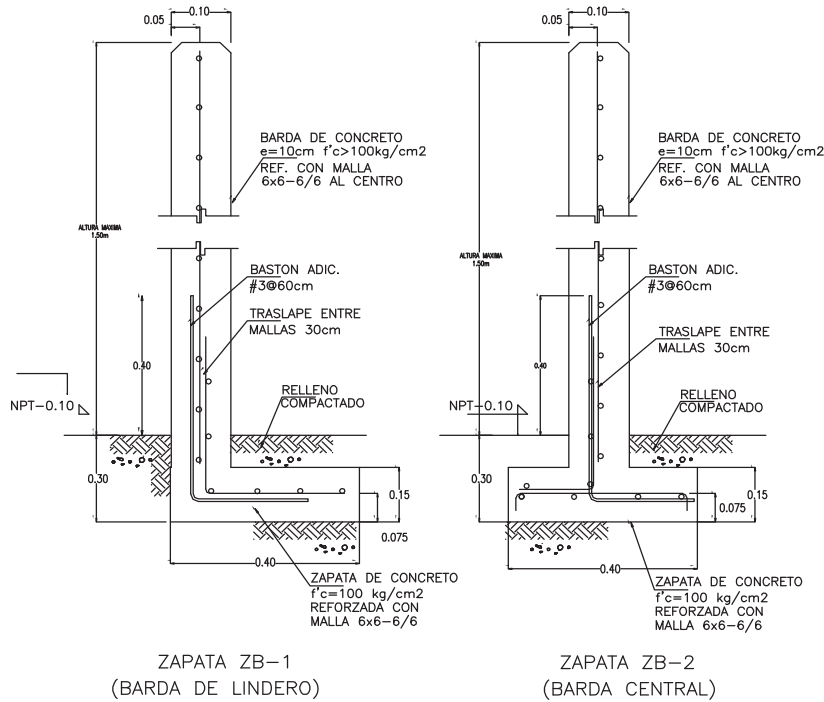 0.10
0.05
BARDA DE CONCRETO
e=10cm f'c>100kg/cm2
REF. CON MALLA
6x6-6/6 AL CENTRO
ALTURA MAXIMA
1.50m
BASTON ADIC.
#3@60cm
TRASLAPE ENTRE
MALLAS 30cm
0.40
RELLENO
COMPACTADO
NPT-0.10
0.30
0.15
0.075
0.40
ZAPATA DE CONCRETO
f'c=100 kg/cm2
REFORZADA CON
MALLA 6x6-6/6
ZAPATA ZB-1
(BARDA DE LINDERO)
0.10
0.05
BARDA DE CONCRETO
e=10cm f'c>100kg/cm2
REF. CON MALLA
6x6-6/6 AL CENTRO
ALTURA MAXIMA
1.50m
BASTON ADIC.
#3@60cm
TRASLAPE ENTRE
MALLAS 30cm
0.40
RELLENO
COMPACTADO
NPT-0.10
0.30
0.15
0.075
0.40
ZAPATA DE CONCRETO
f'c=100 kg/cm2
REFORZADA CON
MALLA 6x6-6/6
ZAPATA ZB-2
(BARDA CENTRAL)